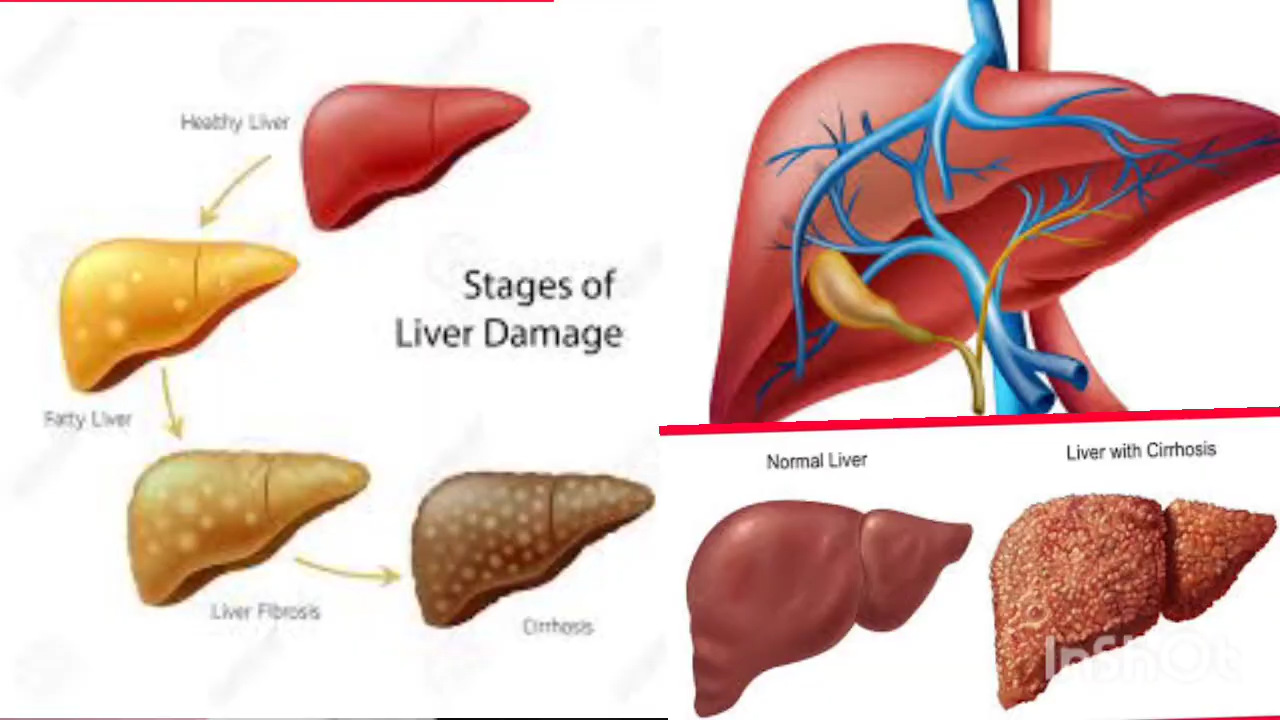 Healthy Liver
Stages of
Liver Damage
Fatty Liver
Liver Fibrosis
Cirrhosis
Normal Liver
Liver with Cirrhosis
InShOt